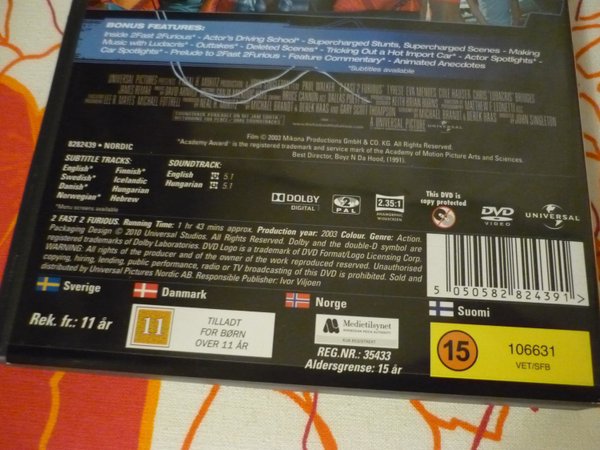 BONUS FEATURES:
Inside 2Fast 2Furious* - Actor's Driving School* - Supercharged Stunts, Supercharged Scenes - Making
Music with Ludacris* - Outtakes* - Deleted Scenes* - Tricking Out a Hot Import Car* - Actor Spotlights*
Car Spotlights* - Prelude to 2Fast 2Furious* - Feature Commentary* - Animated Anecdotes
*Subtitles available
Film © 2003 Mikona Productions GmbH & CO. KG. All Rights Reserved.
"Academy Award" is the registered trademark and service mark of the Academy of Motion Picture Arts and Sciences.
Best Director, Boyz N Da Hood, (1991).
8282439 • NORDIC
SUBTITLE TRACKS:
English* Finnish*
Swedish* Icelandic
Danish* Hungarian
Norwegian* Hebrew
*Menu screens available
SOUNDTRACK:
English 5.1
Hungarian 5.1
DOLBY
DIGITAL
2
PAL
2.35:1
ANAMORPHIC
WIDESCREEN
This DVD is
copy protected
DVD
VIDEO
UNIVERSAL
2 FAST 2 FURIOUS. Running Time: 1 hr 43 mins approx. Production year: 2003 Colour. Genre: Action.
Packaging Design © 2010 Universal Studios. All Rights Reserved. Dolby and the double-D symbol are
registered trademarks of Dolby Laboratories. DVD Logo is a trademark of DVD Format/Logo Licensing Corp.
WARNING. All rights of the producer and of the owner of the work reproduced reserved. Unauthorised
copying, hiring, lending, public performance, radio or TV broadcasting of this DVD is prohibited. Sold and
distributed by Universal Pictures Nordic AB. Responsible Publisher: Ivor Viljoen
5 050582 824391 >
Sverige
Rek. fr.: 11 år
Danmark
11
TILLADT
FOR BØRN
OVER 11 ÅR
Norge
Medietilsynet
REG.NR.: 35433
Aldersgrense: 15 år
Suomi
15
106631
VET/SFB